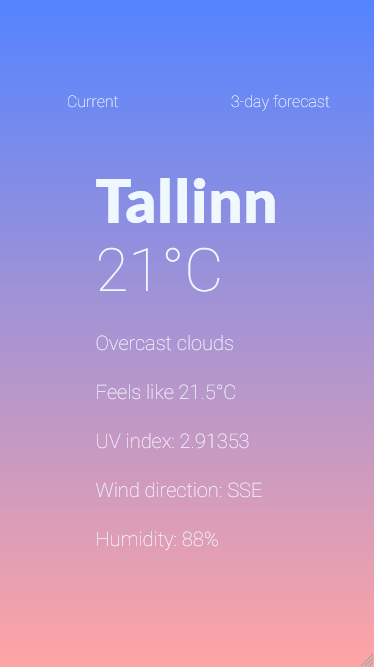 Current 3-day forecast
Tallinn
21°C
Overcast clouds
Feels like 21.5°C
UV index: 2.91353
Wind direction: SSE
Humidity: 88%